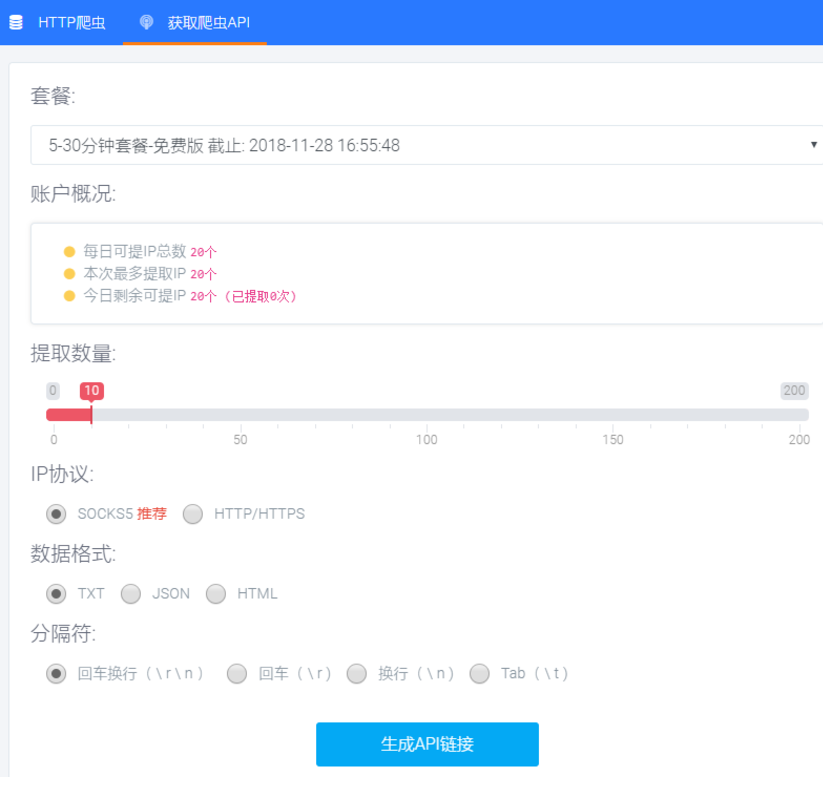 HTTP爬虫 获取爬虫API
套餐:
5-30分钟套餐-免费版 截止: 2018-11-28 16:55:48
账户概况:
每日可提IP总数 20个
本次最多提取IP 20个
今日剩余可提IP 20个（已提取0次）
提取数量:
0 10 200
0 50 100 150 200
IP协议:
SOCKS5 推荐 HTTP/HTTPS
数据格式:
TXT JSON HTML
分隔符:
回车换行（\r\n） 回车（\r） 换行（\n） Tab（\t）
生成API链接